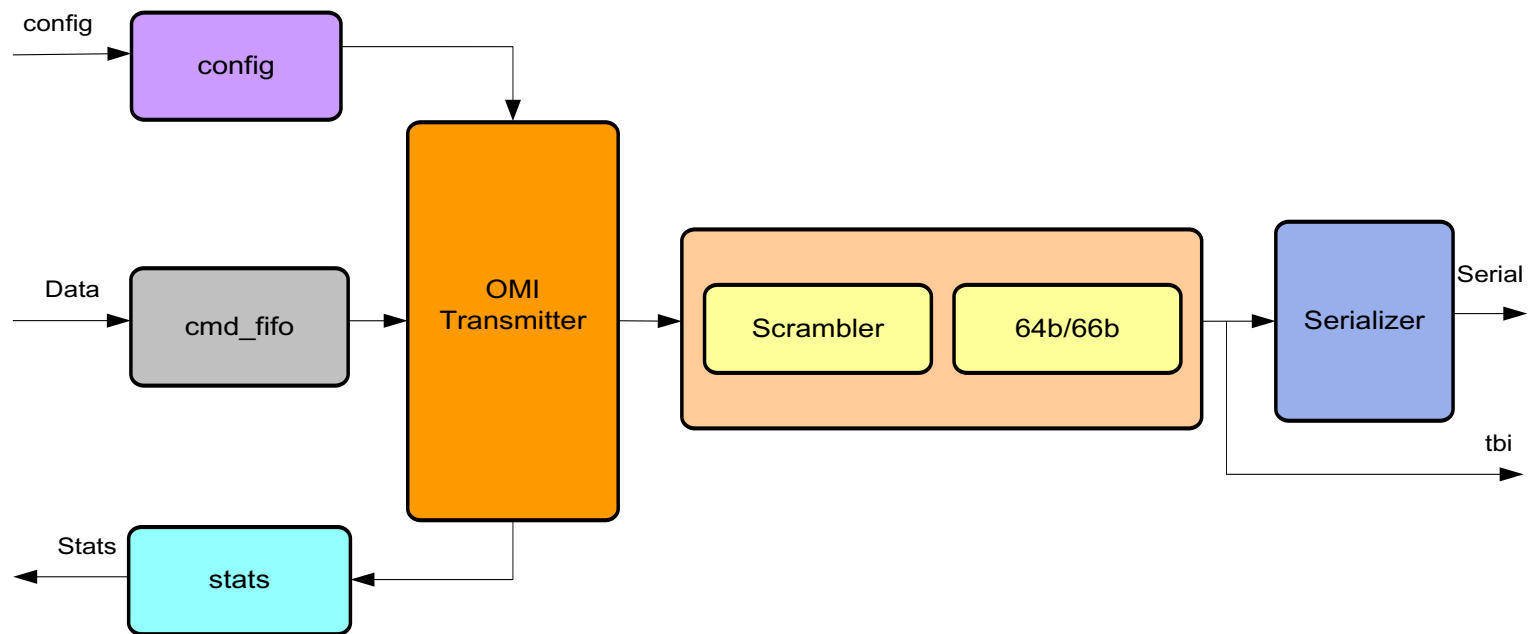 config
config
Data
cmd_fifo
OMI
Transmitter
Scrambler
64b/66b
Serializer
Serial
tbi
Stats
stats